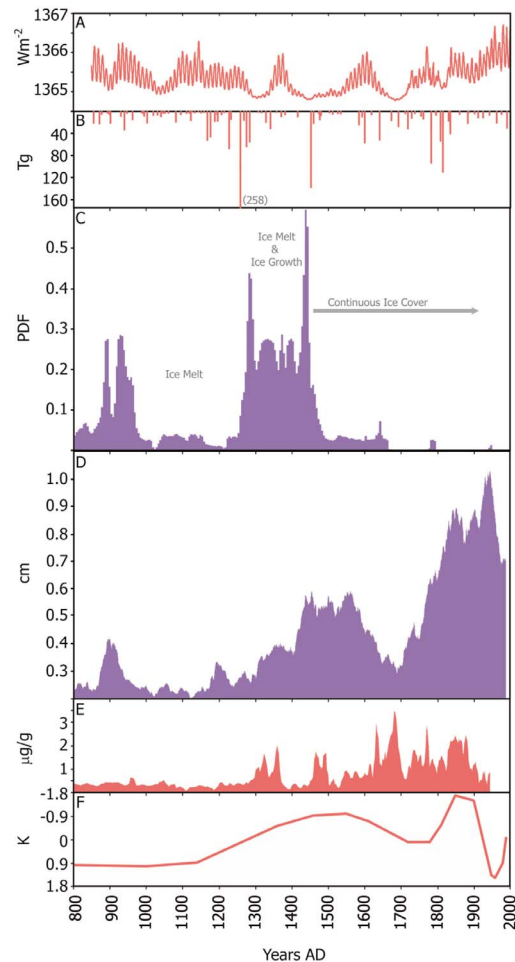 A
1367
1366
1365
Wm-2
B
40
80
120
160
Tg
(258)
C
0.5
0.4
0.3
0.2
0.1
PDF
Ice Melt
&
Ice Growth
Continuous Ice Cover
Ice Melt
D
1.0
0.9
0.8
0.7
0.6
0.5
0.4
0.3
cm
E
3
2
1
µg/g
F
-1.8
-0.9
0
0.9
1.8
K
800
900
1000
1100
1200
1300
1400
1500
1600
1700
1800
1900
2000
Years AD